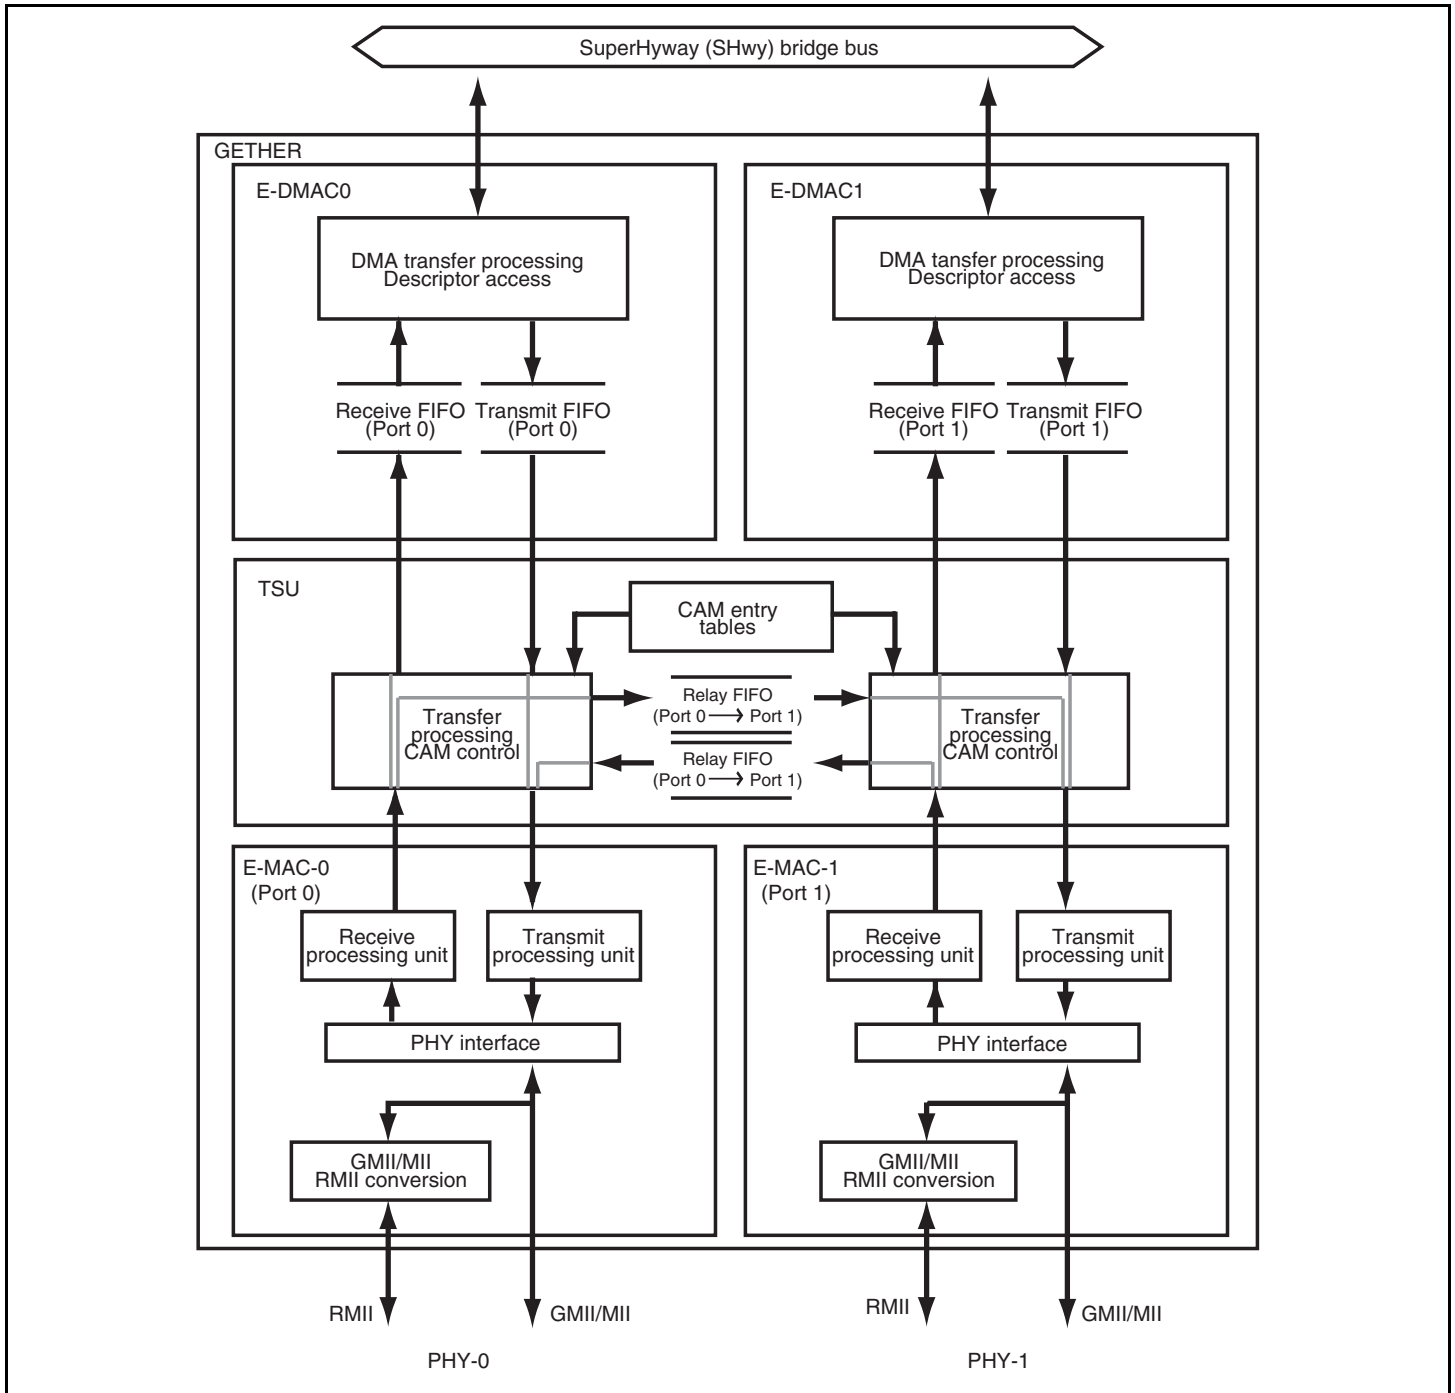 SuperHyway (SHwy) bridge bus
GETHER
E-DMAC0
DMA transfer processing
Descriptor access
Receive FIFO
(Port 0)
Transmit FIFO
(Port 0)
E-DMAC1
DMA tansfer processing
Descriptor access
Receive FIFO
(Port 1)
Transmit FIFO
(Port 1)
TSU
CAM entry
tables
Transfer
processing
CAM control
Relay FIFO
(Port 0 → Port 1)
Relay FIFO
(Port 0 → Port 1)
Transfer
processing
CAM control
E-MAC-0
(Port 0)
Receive
processing unit
Transmit
processing unit
PHY interface
GMII/MII
RMII conversion
E-MAC-1
(Port 1)
Receive
processing unit
Transmit
processing unit
PHY interface
GMII/MII
RMII conversion
RMII
GMII/MII
PHY-0
RMII
GMII/MII
PHY-1